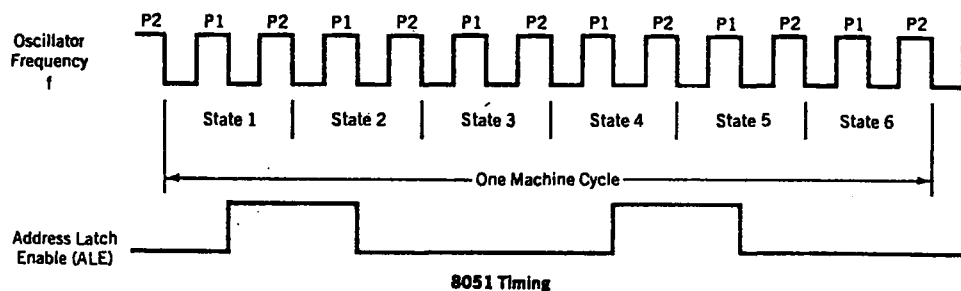 P2 P1 P2 P1 P2 P1 P2 P1 P2 P1 P2 P1 P2
Oscillator
Frequency
f
State 1 State 2 State 3 State 4 State 5 State 6
One Machine Cycle
Address Latch
Enable (ALE)
8051 Timing